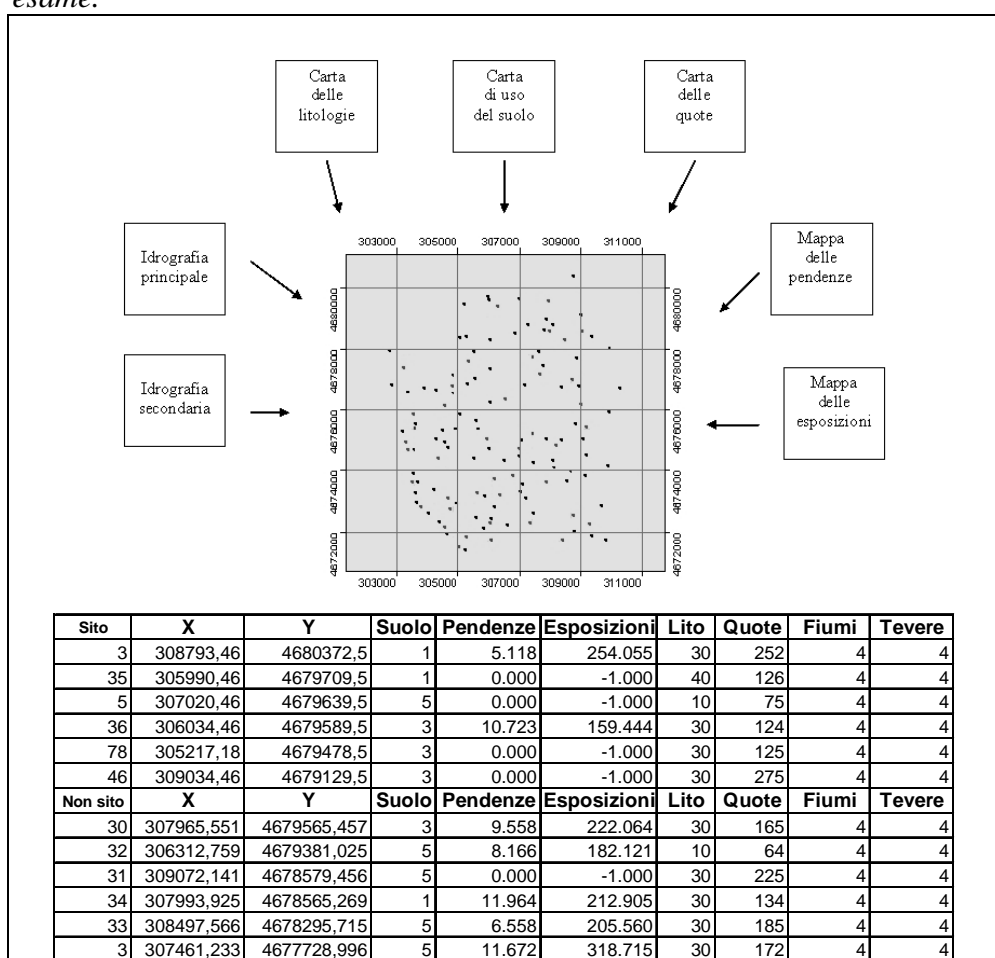 esame.
Carta
delle
litologie
Carta
di uso
del suolo
Carta
delle
quote
Idrografia
principale
Mappa
delle
pendenze
Idrografia
secondaria
Mappa
delle
esposizioni
303000 305000 307000 309000 311000
4680000 4680000
4678000 4678000
4676000 4676000
4674000 4674000
4672000 4672000
303000 305000 307000 309000 311000
Sito X Y Suolo Pendenze Esposizioni Lito Quote Fiumi Tevere
3 308793,46 4680372,5 1 5.118 254.055 30 252 4 4
35 305990,46 4679709,5 1 0.000 -1.000 40 126 4 4
5 307020,46 4679639,5 5 0.000 -1.000 10 75 4 4
36 306034,46 4679589,5 3 10.723 159.444 30 124 4 4
78 305217,18 4679478,5 3 0.000 -1.000 30 125 4 4
46 309034,46 4679129,5 3 0.000 -1.000 30 275 4 4
Non sito X Y Suolo Pendenze Esposizioni Lito Quote Fiumi Tevere
30 307965,551 4679565,457 3 9.558 222.064 30 165 4 4
32 306312,759 4679381,025 5 8.166 182.121 10 64 4 4
31 309072,141 4678579,456 5 0.000 -1.000 30 225 4 4
34 307993,925 4678565,269 1 11.964 212.905 30 134 4 4
33 308497,566 4678295,715 5 6.558 205.560 30 185 4 4
3 307461,233 4677728,996 5 11.672 318.715 30 172 4 4